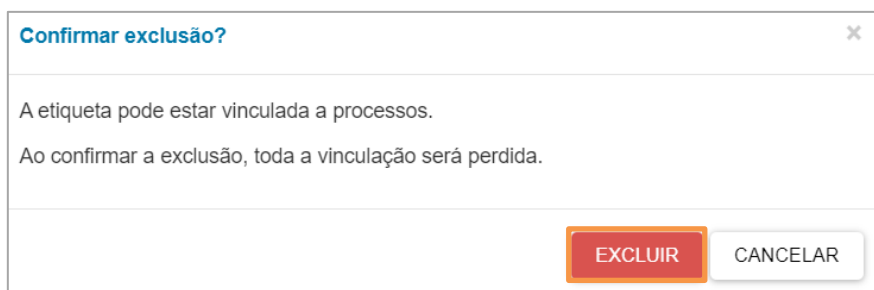 Confirmar exclusão?
×
A etiqueta pode estar vinculada a processos.
Ao confirmar a exclusão, toda a vinculação será perdida.
EXCLUIR CANCELAR